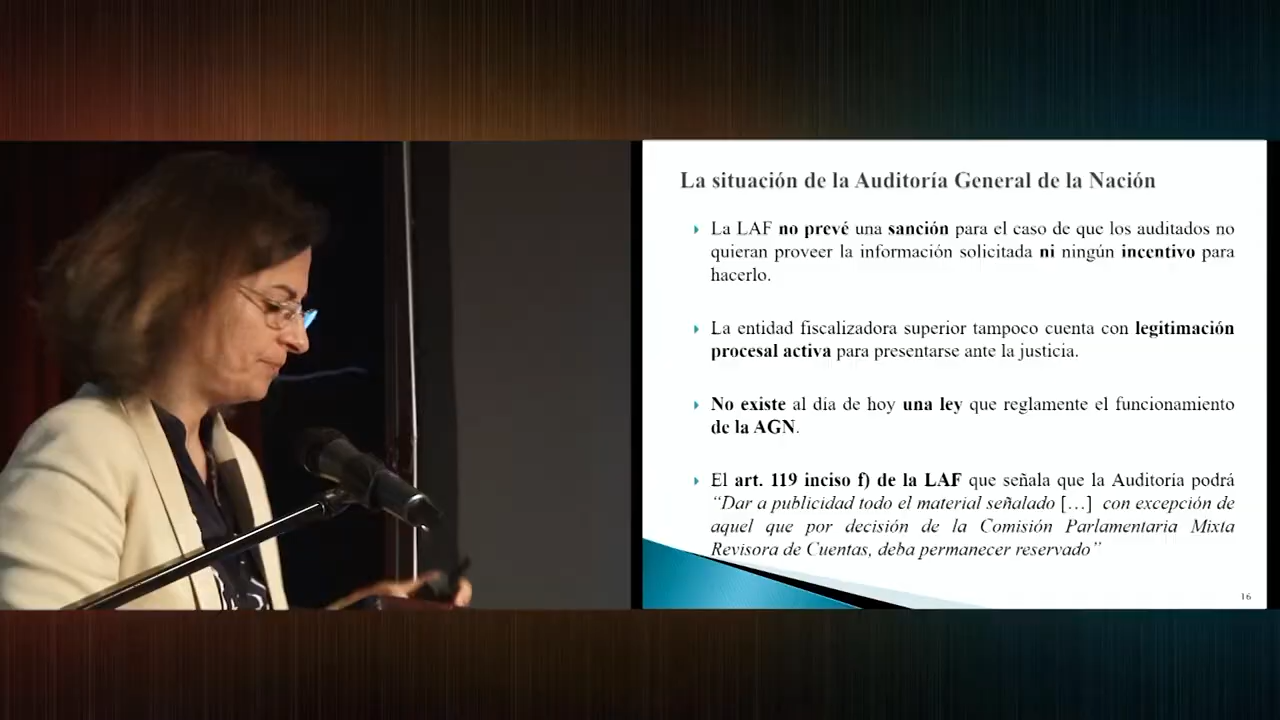 La situación de la Auditoría General de la Nación
La LAF no prevé una sanción para el caso de que los auditados no
quieran proveer la información solicitada ni ningún incentivo para
hacerlo.
La entidad fiscalizadora superior tampoco cuenta con legitimación
procesal activa para presentarse ante la justicia.
No existe al día de hoy una ley que reglamente el funcionamiento
de la AGN.
El art. 119 inciso f) de la LAF que señala que la Auditoría podrá
“Dar a publicidad todo el material señalado […] con excepción de
aquel que por decisión de la Comisión Parlamentaria Mixta
Revisora de Cuentas, deba permanecer reservado”
16